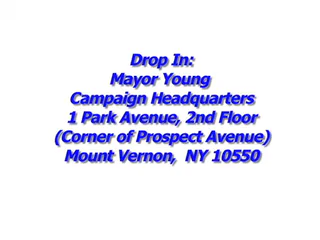 Drop In:
Mayor Young
Campaign Headquarters
1 Park Avenue, 2nd Floor
(Corner of Prospect Avenue)
Mount Vernon, NY 10550